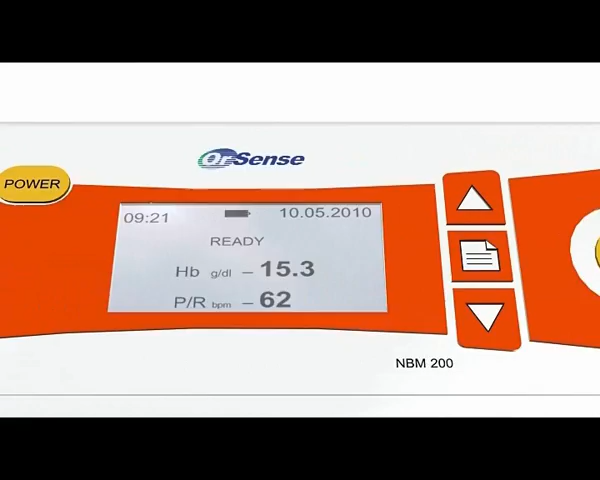 OrSense
POWER
09:21 10.05.2010
READY
Hb g/dl – 15.3
P/R bpm – 62
NBM 200